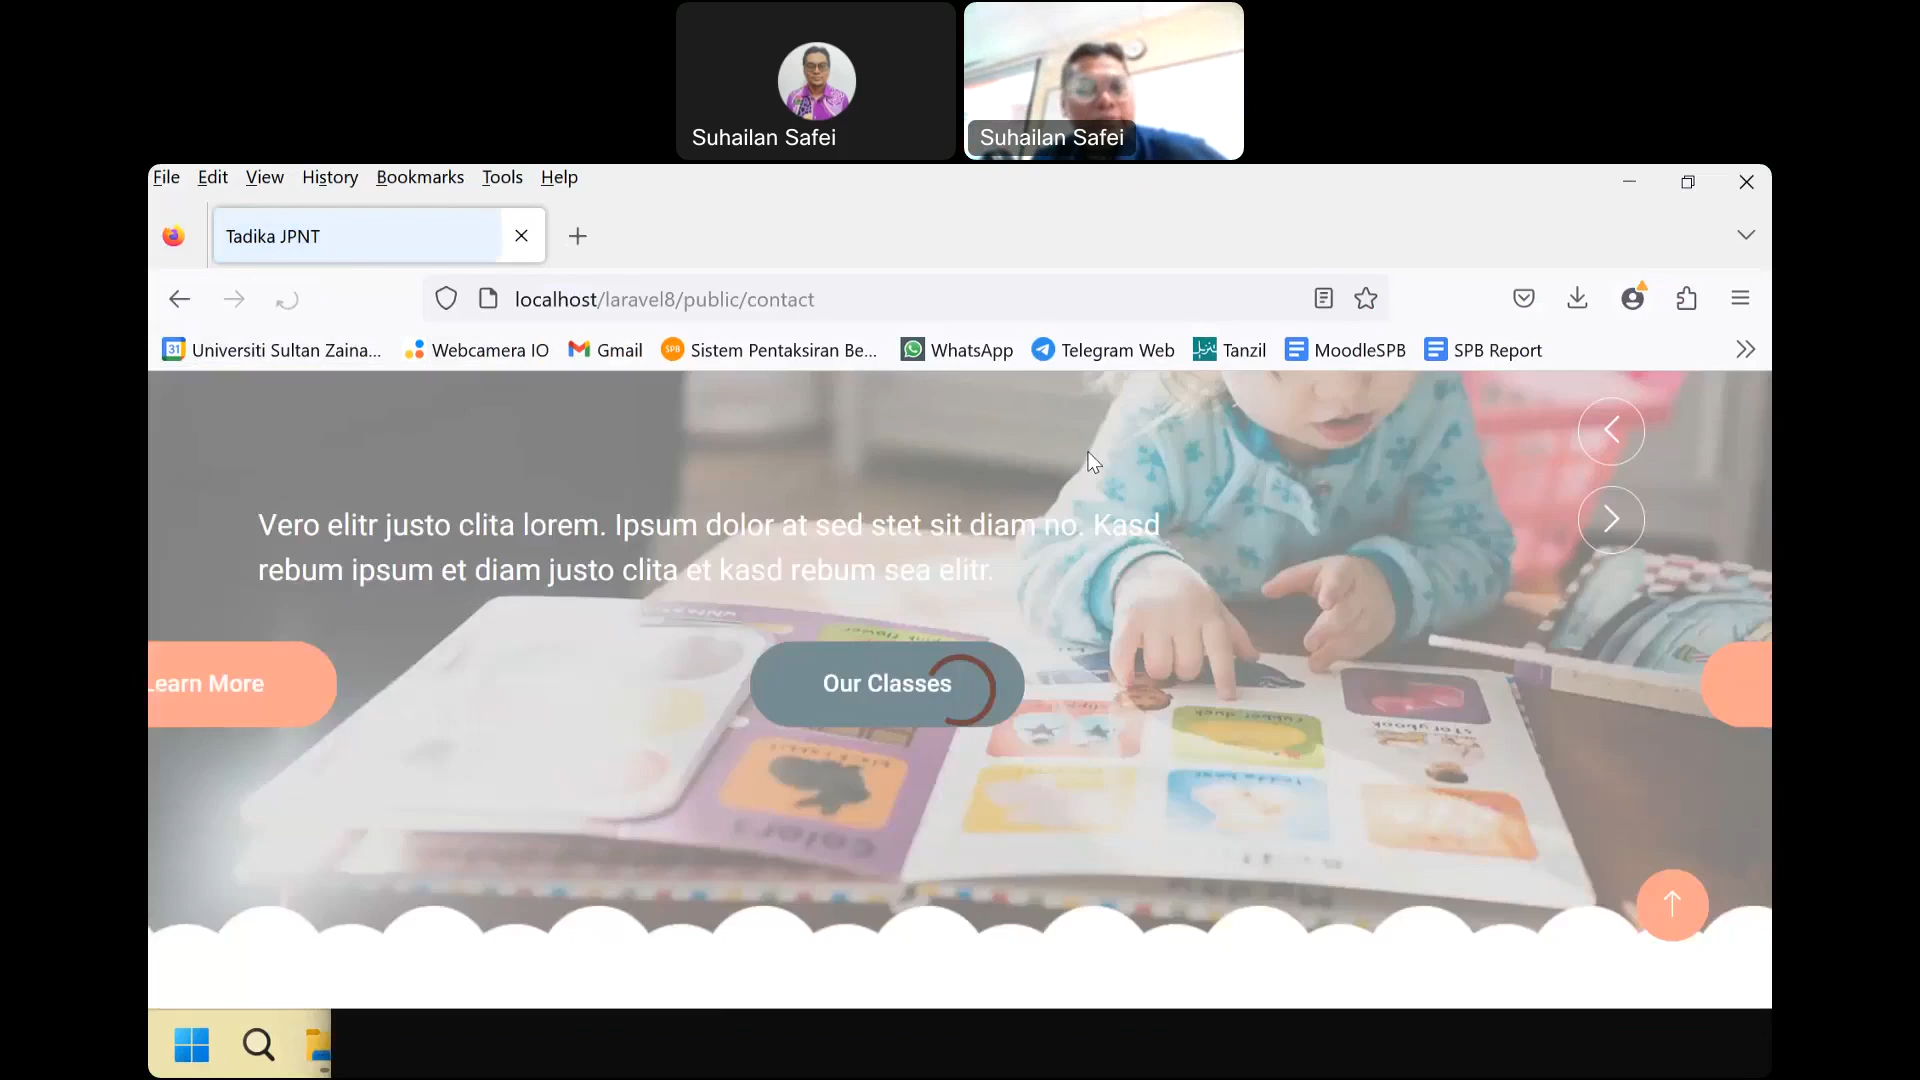 Suhailan Safei
Suhailan Safei
File Edit View History Bookmarks Tools Help
Tadika JPNT
localhost/laravel8/public/contact
31 Universiti Sultan Zaina... Webcamera IO Gmail SPB Sistem Pentaksiran Be... WhatsApp Telegram Web Tanzil MoodleSPB SPB Report
Vero elitr justo clita lorem. Ipsum dolor at sed stet sit diam no. Kasd
rebum ipsum et diam justo clita et kasd rebum sea elitr.
Learn More
Our Classes